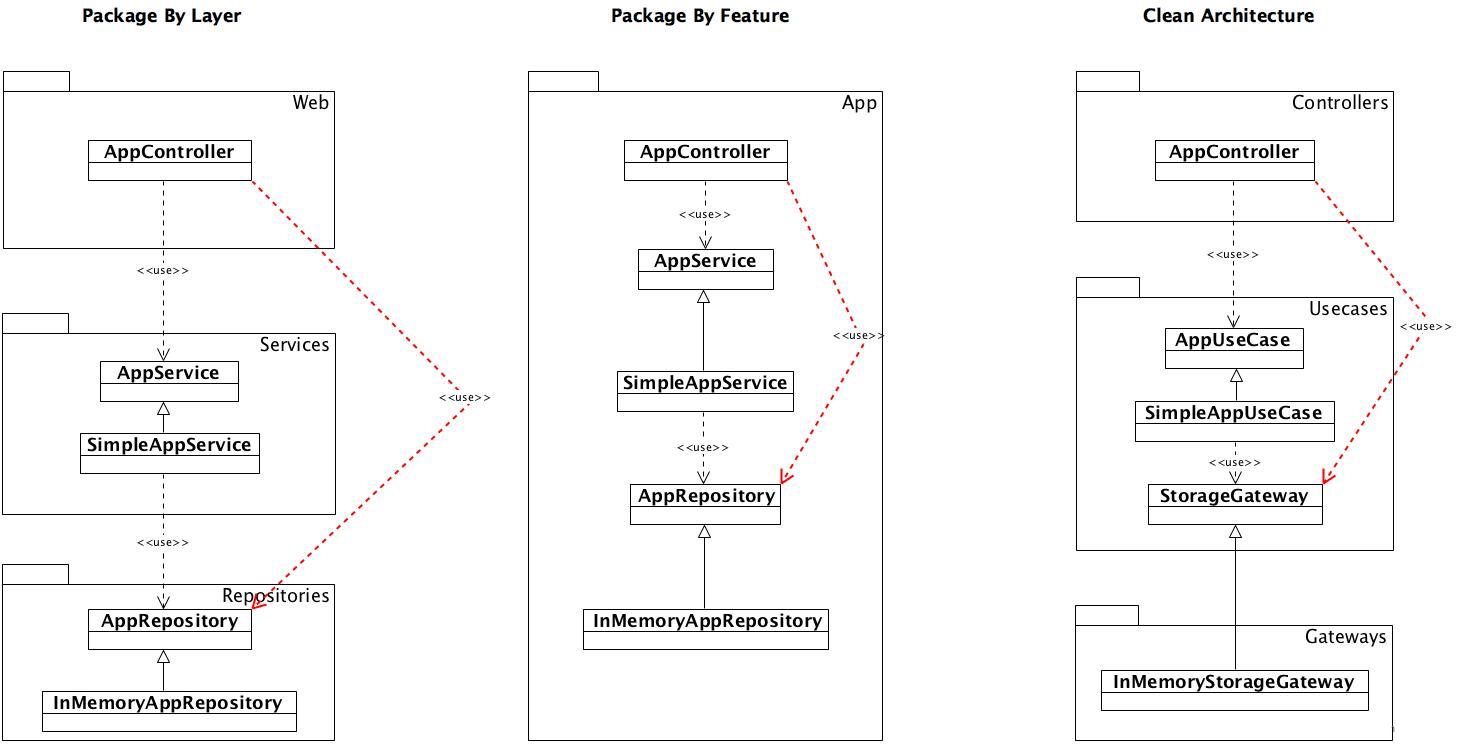 Package By Layer
Web
AppController
<<use>>
Services
AppService
SimpleAppService
<<use>>
<<use>>
Repositories
AppRepository
InMemoryAppRepository
Package By Feature
App
AppController
<<use>>
AppService
<<use>>
SimpleAppService
<<use>>
AppRepository
InMemoryAppRepository
Clean Architecture
Controllers
AppController
<<use>>
Usecases
<<use>>
AppUseCase
SimpleAppUseCase
<<use>>
StorageGateway
Gateways
InMemoryStorageGateway